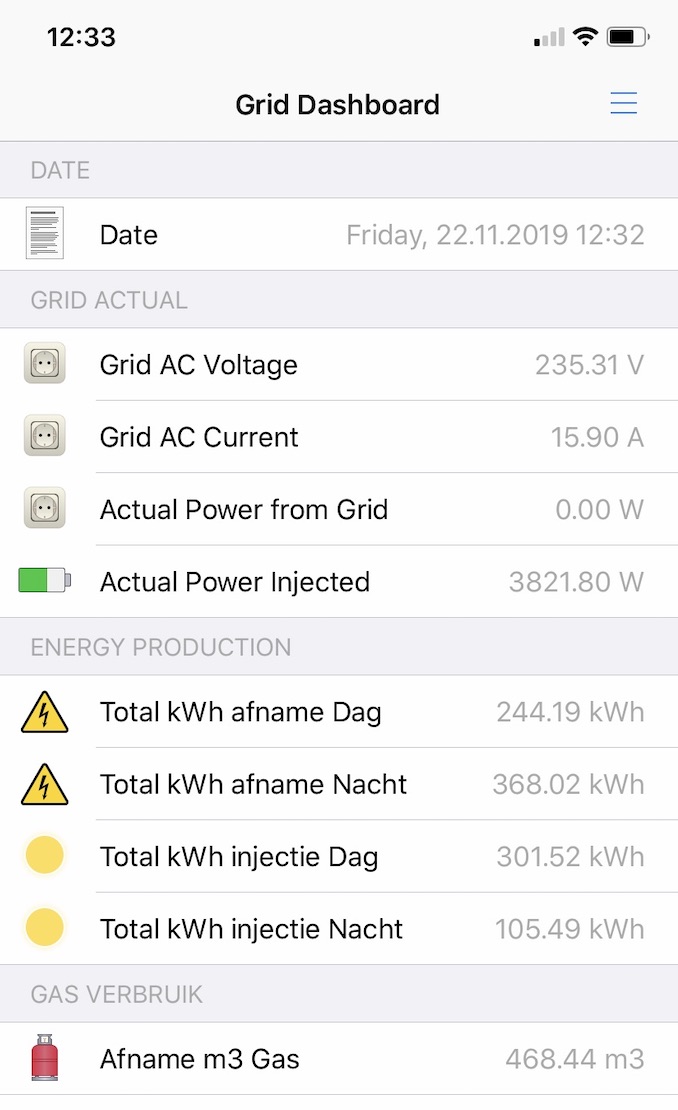 12:33
Grid Dashboard
DATE
Date Friday, 22.11.2019 12:32
GRID ACTUAL
Grid AC Voltage 235.31 V
Grid AC Current 15.90 A
Actual Power from Grid 0.00 W
Actual Power Injected 3821.80 W
ENERGY PRODUCTION
Total kWh afname Dag 244.19 kWh
Total kWh afname Nacht 368.02 kWh
Total kWh injectie Dag 301.52 kWh
Total kWh injectie Nacht 105.49 kWh
GAS VERBRUIK
Afname m3 Gas 468.44 m3